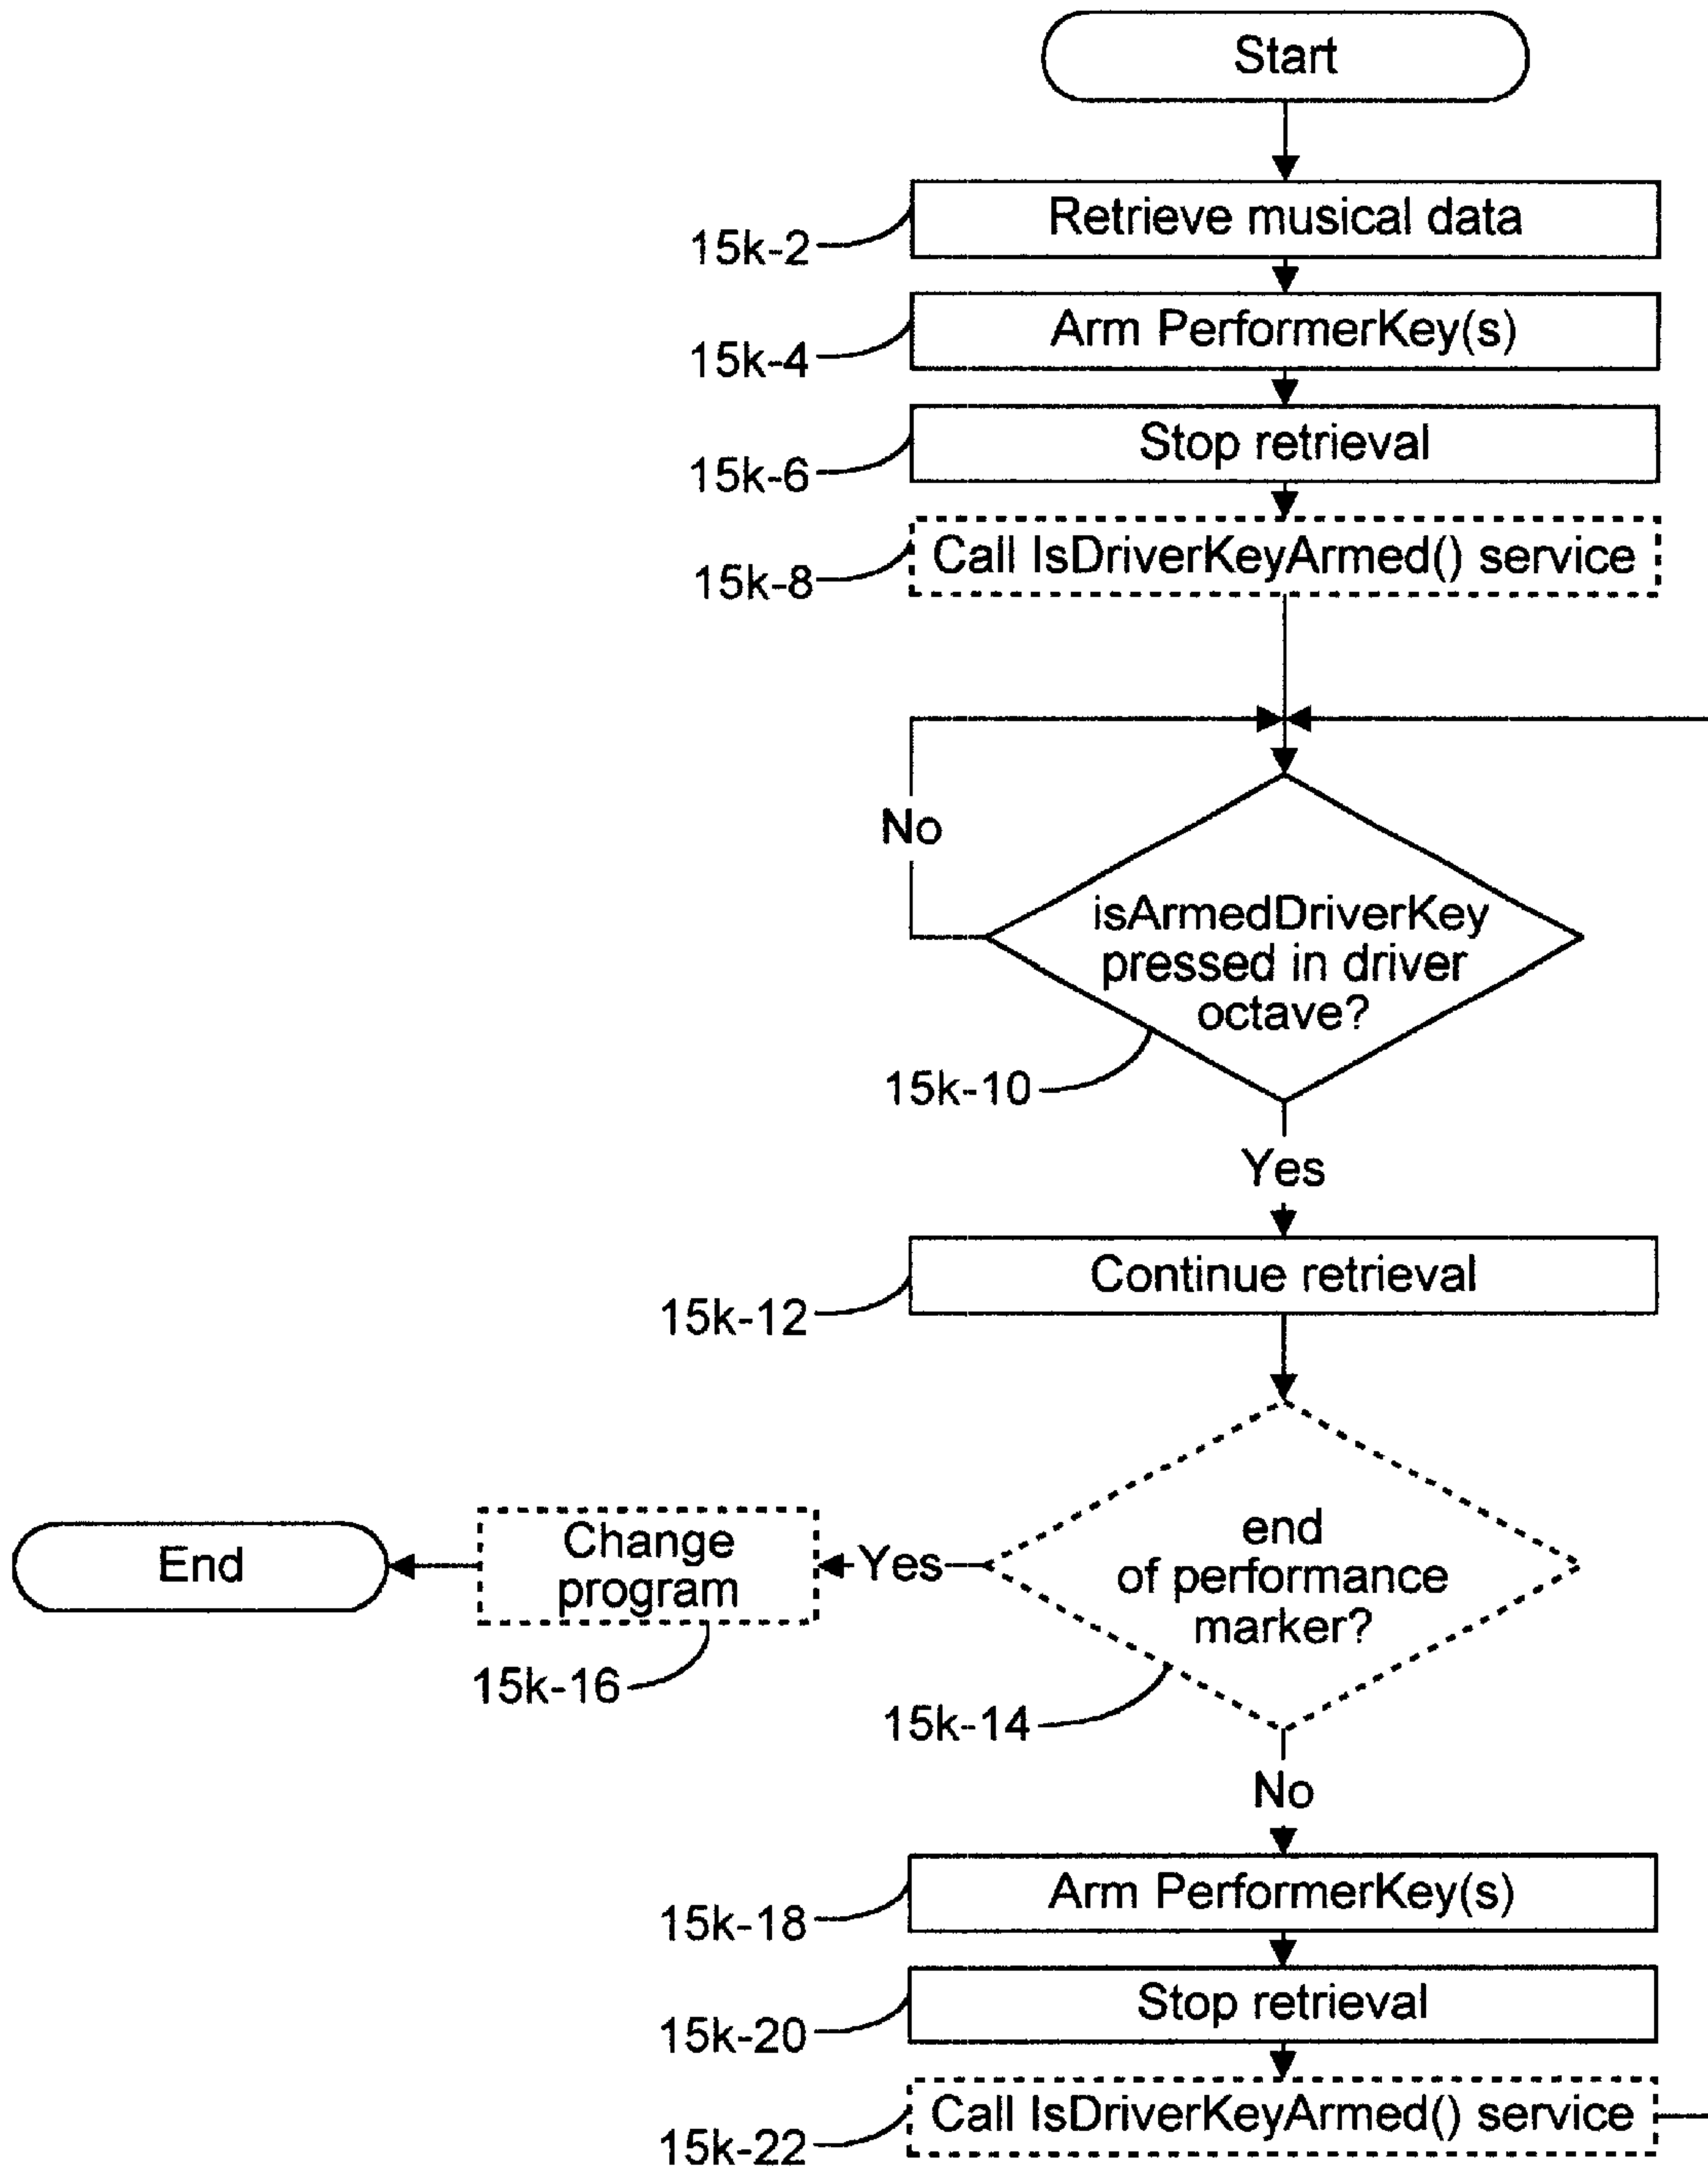 Start
Retrieve musical data
15k-2
Arm PerformerKey(s)
15k-4
Stop retrieval
15k-6
Call IsDriverKeyArmed() service
15k-8
No
isArmedDriverKey
pressed in driver
octave?
15k-10
Yes
Continue retrieval
15k-12
End
Change
program
Yes
end
of performance
marker?
15k-16
15k-14
No
Arm PerformerKey(s)
15k-18
Stop retrieval
15k-20
Call IsDriverKeyArmed() service
15k-22